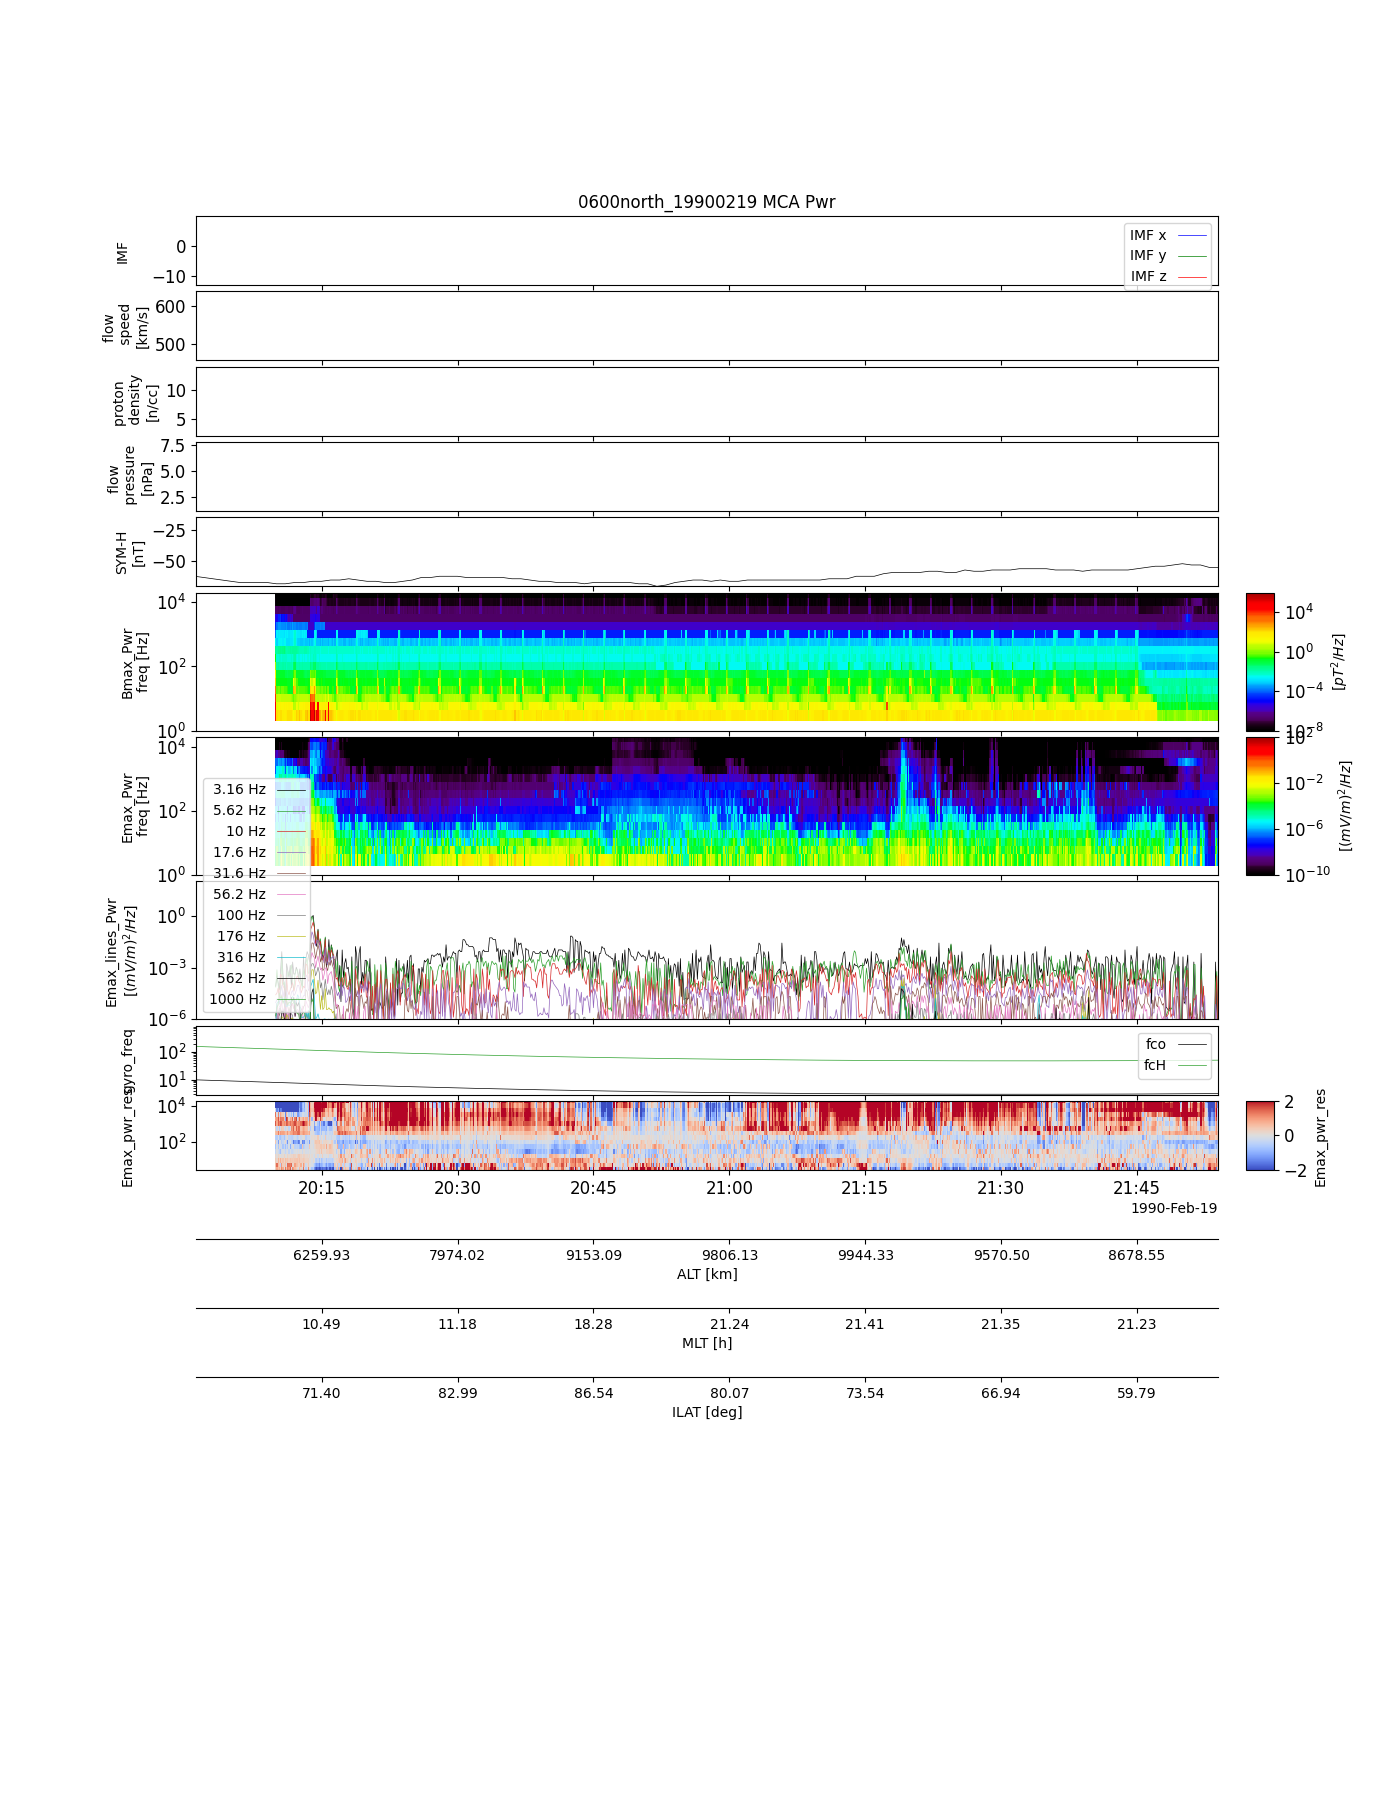 0600north_19900219 MCA Pwr
IMF
0
−10
IMF x
IMF y
IMF z
flow
speed
[km/s]
600
500
proton
density
[n/cc]
10
5
flow
pressure
[nPa]
7.5
5.0
2.5
SYM-H
[nT]
−25
−50
Bmax_Pwr
freq [Hz]
10^4
10^2
10^0
10^4
10^0
10^−4
10^−8
[pT^2/Hz]
Emax_Pwr
freq [Hz]
10^4
10^2
10^0
10^2
10^−2
10^−6
10^−10
[(mV/m)^2/Hz]
3.16 Hz
5.62 Hz
10 Hz
17.6 Hz
31.6 Hz
56.2 Hz
100 Hz
176 Hz
316 Hz
562 Hz
1000 Hz
Emax_lines_Pwr
[(mV/m)^2/Hz]
10^0
10^−3
10^−6
gyro_freq
10^2
10^1
fco
fcH
Emax_pwr_res
10^4
10^2
2
0
−2
Emax_pwr_res
20:15 20:30 20:45 21:00 21:15 21:30 21:45
1990-Feb-19
6259.93 7974.02 9153.09 9806.13 9944.33 9570.50 8678.55
ALT [km]
10.49 11.18 18.28 21.24 21.41 21.35 21.23
MLT [h]
71.40 82.99 86.54 80.07 73.54 66.94 59.79
ILAT [deg]